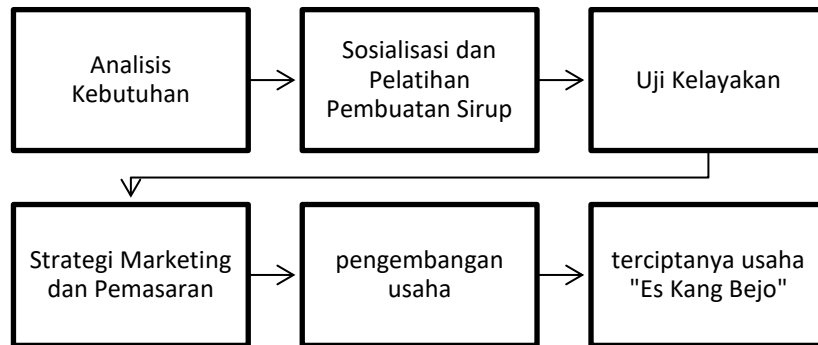 Analisis
Kebutuhan
Sosialisasi dan
Pelatihan
Pembuatan Sirup
Uji Kelayakan
Strategi Marketing
dan Pemasaran
pengembangan
usaha
terciptanya usaha
"Es Kang Bejo"